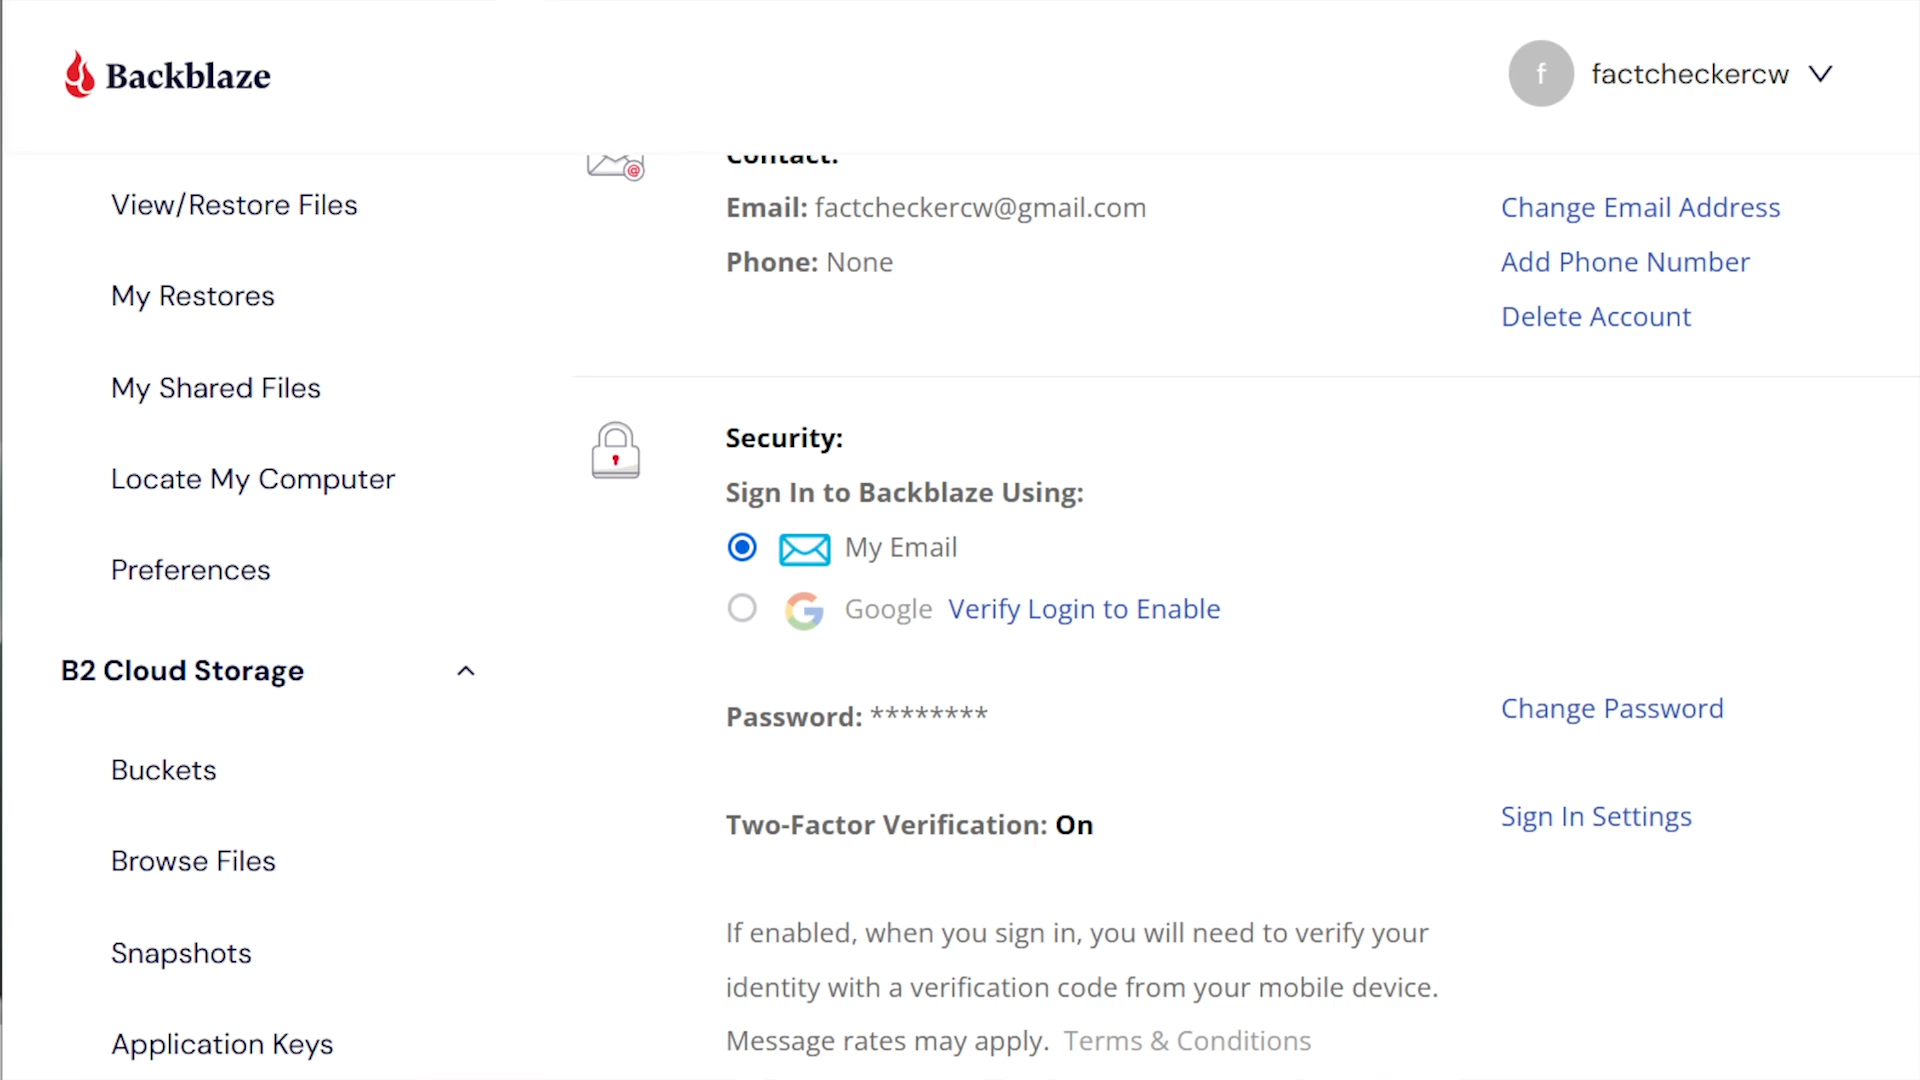 Backblaze
f factcheckercw
View/Restore Files
My Restores
My Shared Files
Locate My Computer
Preferences
B2 Cloud Storage
Buckets
Browse Files
Snapshots
Application Keys
Contact:
Email: factcheckercw@gmail.com
Change Email Address
Phone: None
Add Phone Number
Delete Account
Security:
Sign In to Backblaze Using:
My Email
Google Verify Login to Enable
Password: ********
Change Password
Two-Factor Verification: On
Sign In Settings
If enabled, when you sign in, you will need to verify your
identity with a verification code from your mobile device.
Message rates may apply. Terms & Conditions